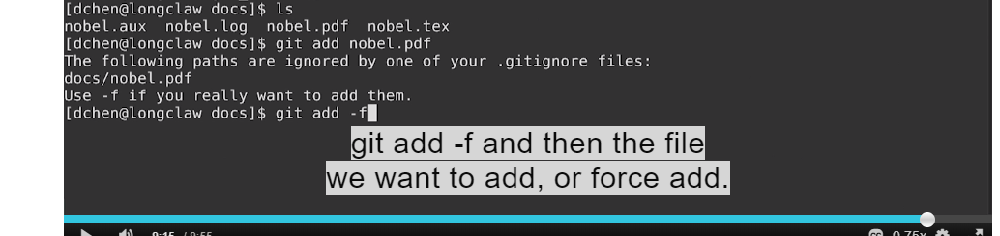 [dchen@longclaw docs]$ ls
nobel.aux  nobel.log  nobel.pdf  nobel.tex
[dchen@longclaw docs]$ git add nobel.pdf
The following paths are ignored by one of your .gitignore files:
docs/nobel.pdf
Use -f if you really want to add them.
[dchen@longclaw docs]$ git add -f
git add -f and then the file
we want to add, or force add.
9:15 / 9:55 0.75x